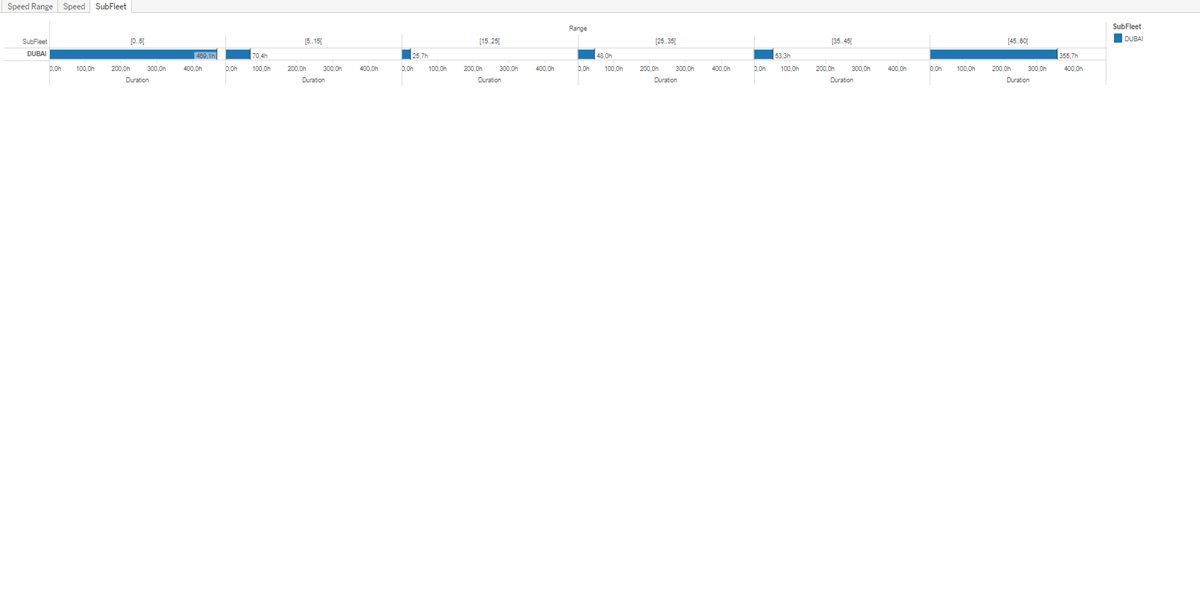 Speed Range Speed SubFleet
Range
SubFleet
SubFleet [0..5[ [5..15[ [15..25[ [25..35[ [35..45[ [45..60[
DUBAI
DUBAI 469,1h 70,4h 25,7h 48,0h 53,3h 355,7h
0,0h 100,0h 200,0h 300,0h 400,0h 0,0h 100,0h 200,0h 300,0h 400,0h 0,0h 100,0h 200,0h 300,0h 400,0h 0,0h 100,0h 200,0h 300,0h 400,0h 0,0h 100,0h 200,0h 300,0h 400,0h 0,0h 100,0h 200,0h 300,0h 400,0h
Duration Duration Duration Duration Duration Duration